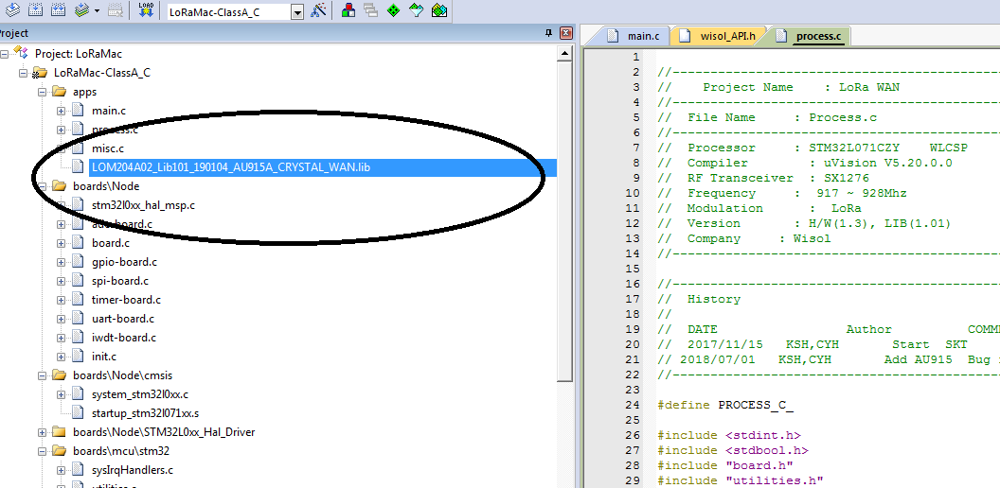 LOAD
LoRaMac-ClassA_C
Project
Project: LoRaMac
LoRaMac-ClassA_C
apps
main.c
process.c
misc.c
LOM204A02_Lib101_190104_AU915A_CRYSTAL_WAN.lib
boards\Node
stm32l0xx_hal_msp.c
adc-board.c
board.c
gpio-board.c
spi-board.c
timer-board.c
uart-board.c
iwdt-board.c
init.c
boards\Node\cmsis
system_stm32l0xx.c
startup_stm32l071xx.s
boards\Node\STM32L0xx_Hal_Driver
boards\mcu\stm32
sysIrqHandlers.c
main.c wisol_API.h process.c
1
2 //----------------------------------------------
3 //    Project Name    : LoRa WAN
4 //----------------------------------------------
5 //  File Name     : Process.c
6 //----------------------------------------------
7 //  Processor     : STM32L071CZY    WLCSP
8 //  Compiler        : uVision V5.20.0.0
9 //  RF Transceiver  : SX1276
10 //  Frequency     :  917 ~ 928Mhz
11 //  Modulation      :  LoRa
12 //  Version       : H/W(1.3), LIB(1.01)
13 //  Company     : Wisol
14 //----------------------------------------------
15
16 //----------------------------------------------
17 //  History
18 //
19 //  DATE                 Author          COMM
20 //  2017/11/15   KSH,CYH       Start  SKT
21 // 2018/07/01   KSH,CYH       Add AU915  Bug
22 //----------------------------------------------
23
24 #define PROCESS_C_
25
26 #include <stdint.h>
27 #include <stdbool.h>
28 #include "board.h"
29 #include "utilities.h"